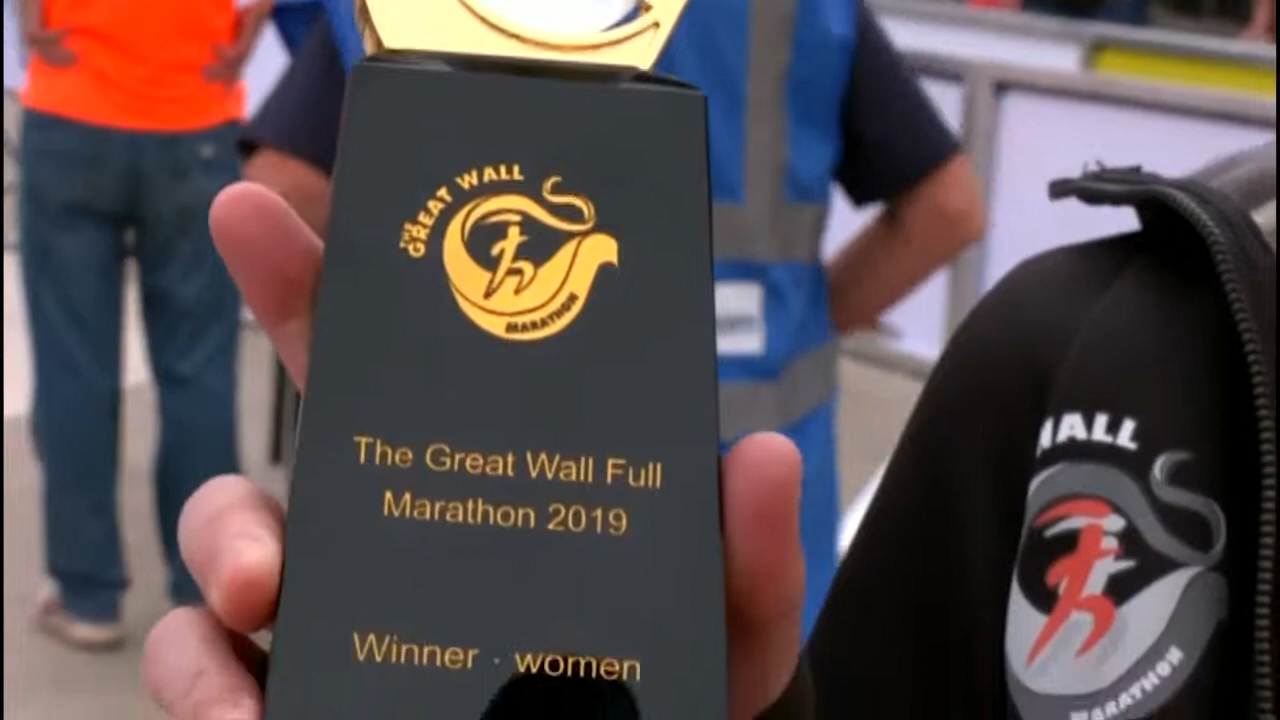 THE GREAT WALL
MARATHON
The Great Wall Full
Marathon 2019
Winner · women
WALL
MARATHON